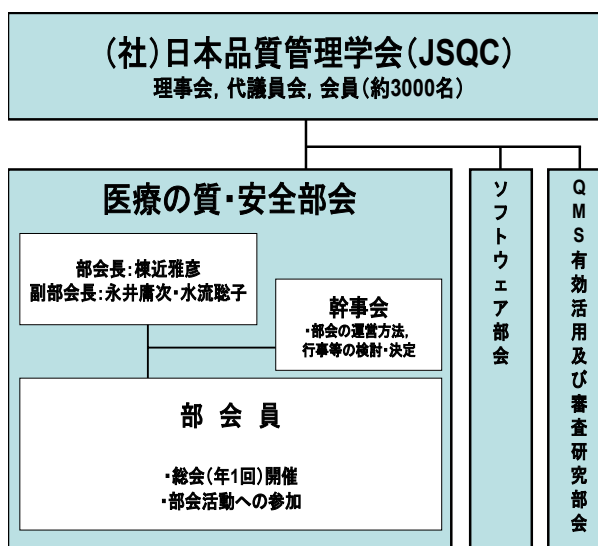 (社)日本品質管理学会(JSQC)
理事会, 代議員会, 会員(約3000名)
医療の質・安全部会
部会長:棟近雅彦
副部会長:永井庸次・水流聡子
幹事会
・部会の運営方法,
行事等の検討・決定
部 会 員
・総会(年1回)開催
・部会活動への参加
ソフトウェア部会
QMS有効活用及び審査研究部会